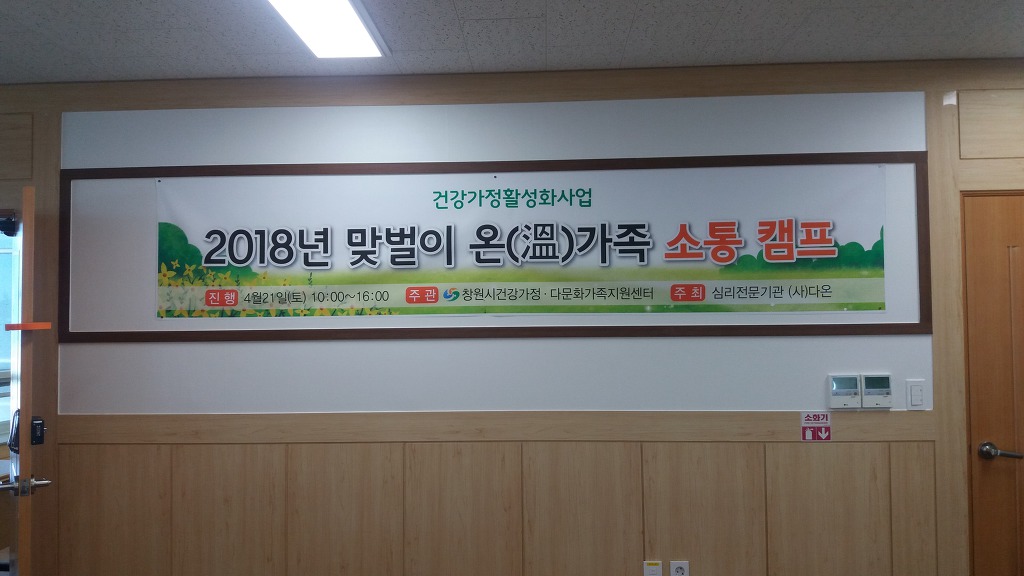 건강가정활성화사업
2018년 맞벌이 온(溫)가족 소통 캠프
진행 4월21일(토) 10:00~16:00 주관 창원시건강가정·다문화가족지원센터 주최 심리전문기관 (사)다온
소화기